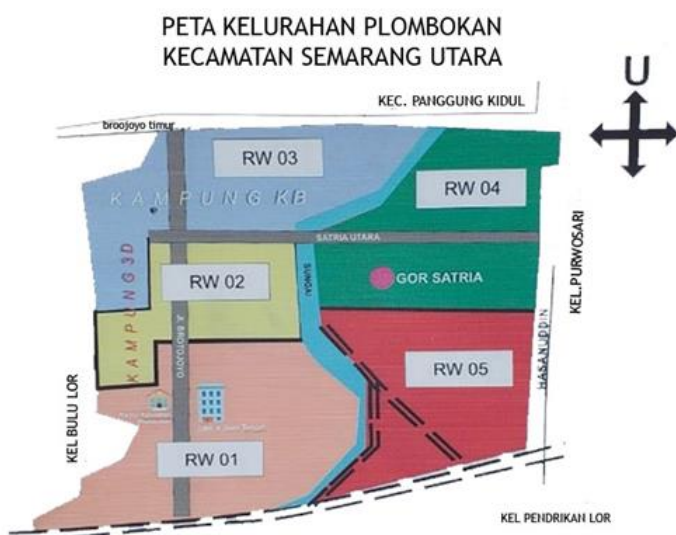 PETA KELURAHAN PLOMBOKAN
KECAMATAN SEMARANG UTARA
U
KEC. PANGGUNG KIDUL
broojoyo timur
RW 03
RW 04
KAMPUNG KB
SATRIA UTARA
KAMPUNG 3D
RW 02
SUNGAI
GOR SATRIA
KEL.PURWOSARI
JL BROTOJOYO
HASANUDDIN
RW 05
KEL BULU LOR
RW 01
KEL PENDRIKAN LOR